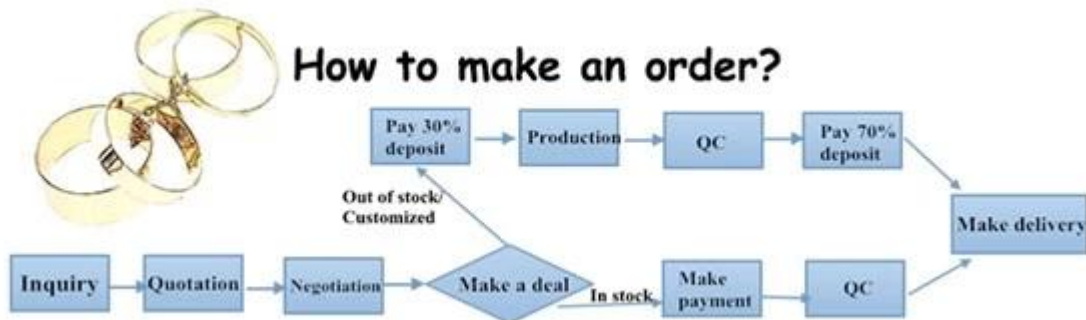 How to make an order?
Pay 30%
deposit
Production
QC
Pay 70%
deposit
Out of stock/
Customized
Make delivery
Inquiry
Quotation
Negotiation
Make a deal
In stock
Make
payment
QC